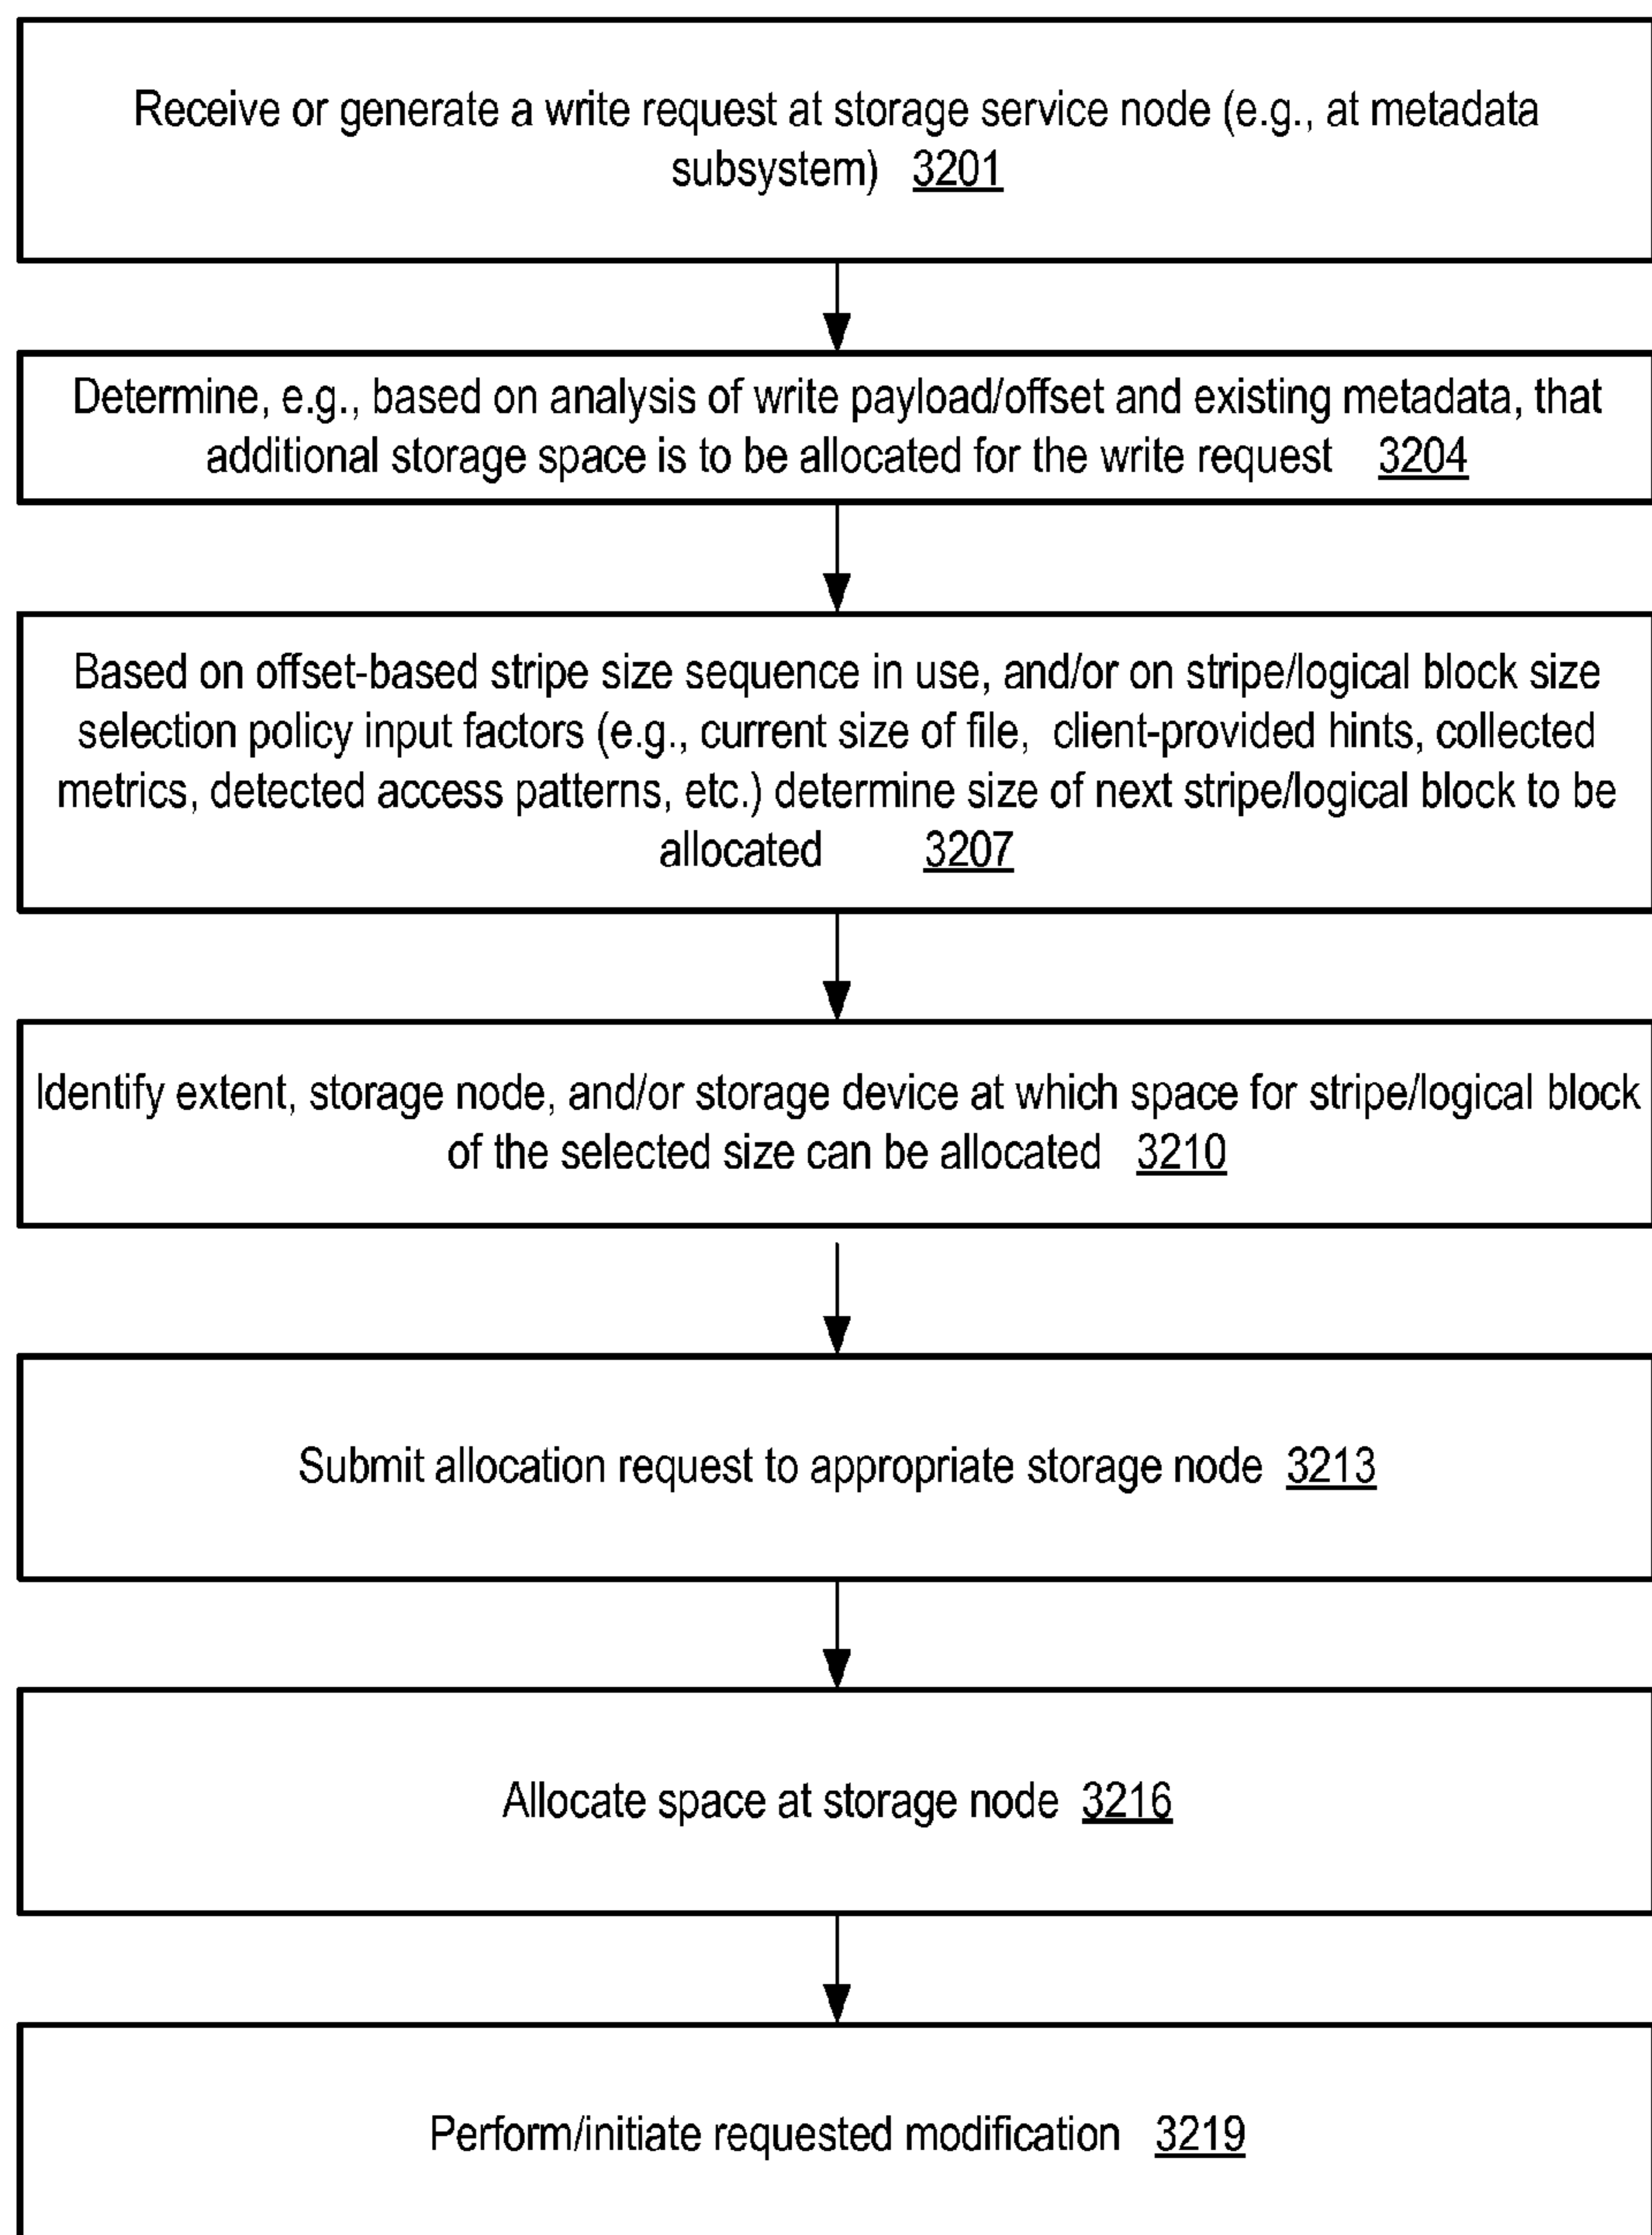 Receive or generate a write request at storage service node (e.g., at metadata
subsystem) 3201
Determine, e.g., based on analysis of write payload/offset and existing metadata, that
additional storage space is to be allocated for the write request 3204
Based on offset-based stripe size sequence in use, and/or on stripe/logical block size
selection policy input factors (e.g., current size of file, client-provided hints, collected
metrics, detected access patterns, etc.) determine size of next stripe/logical block to be
allocated 3207
Identify extent, storage node, and/or storage device at which space for stripe/logical block
of the selected size can be allocated 3210
Submit allocation request to appropriate storage node 3213
Allocate space at storage node 3216
Perform/initiate requested modification 3219